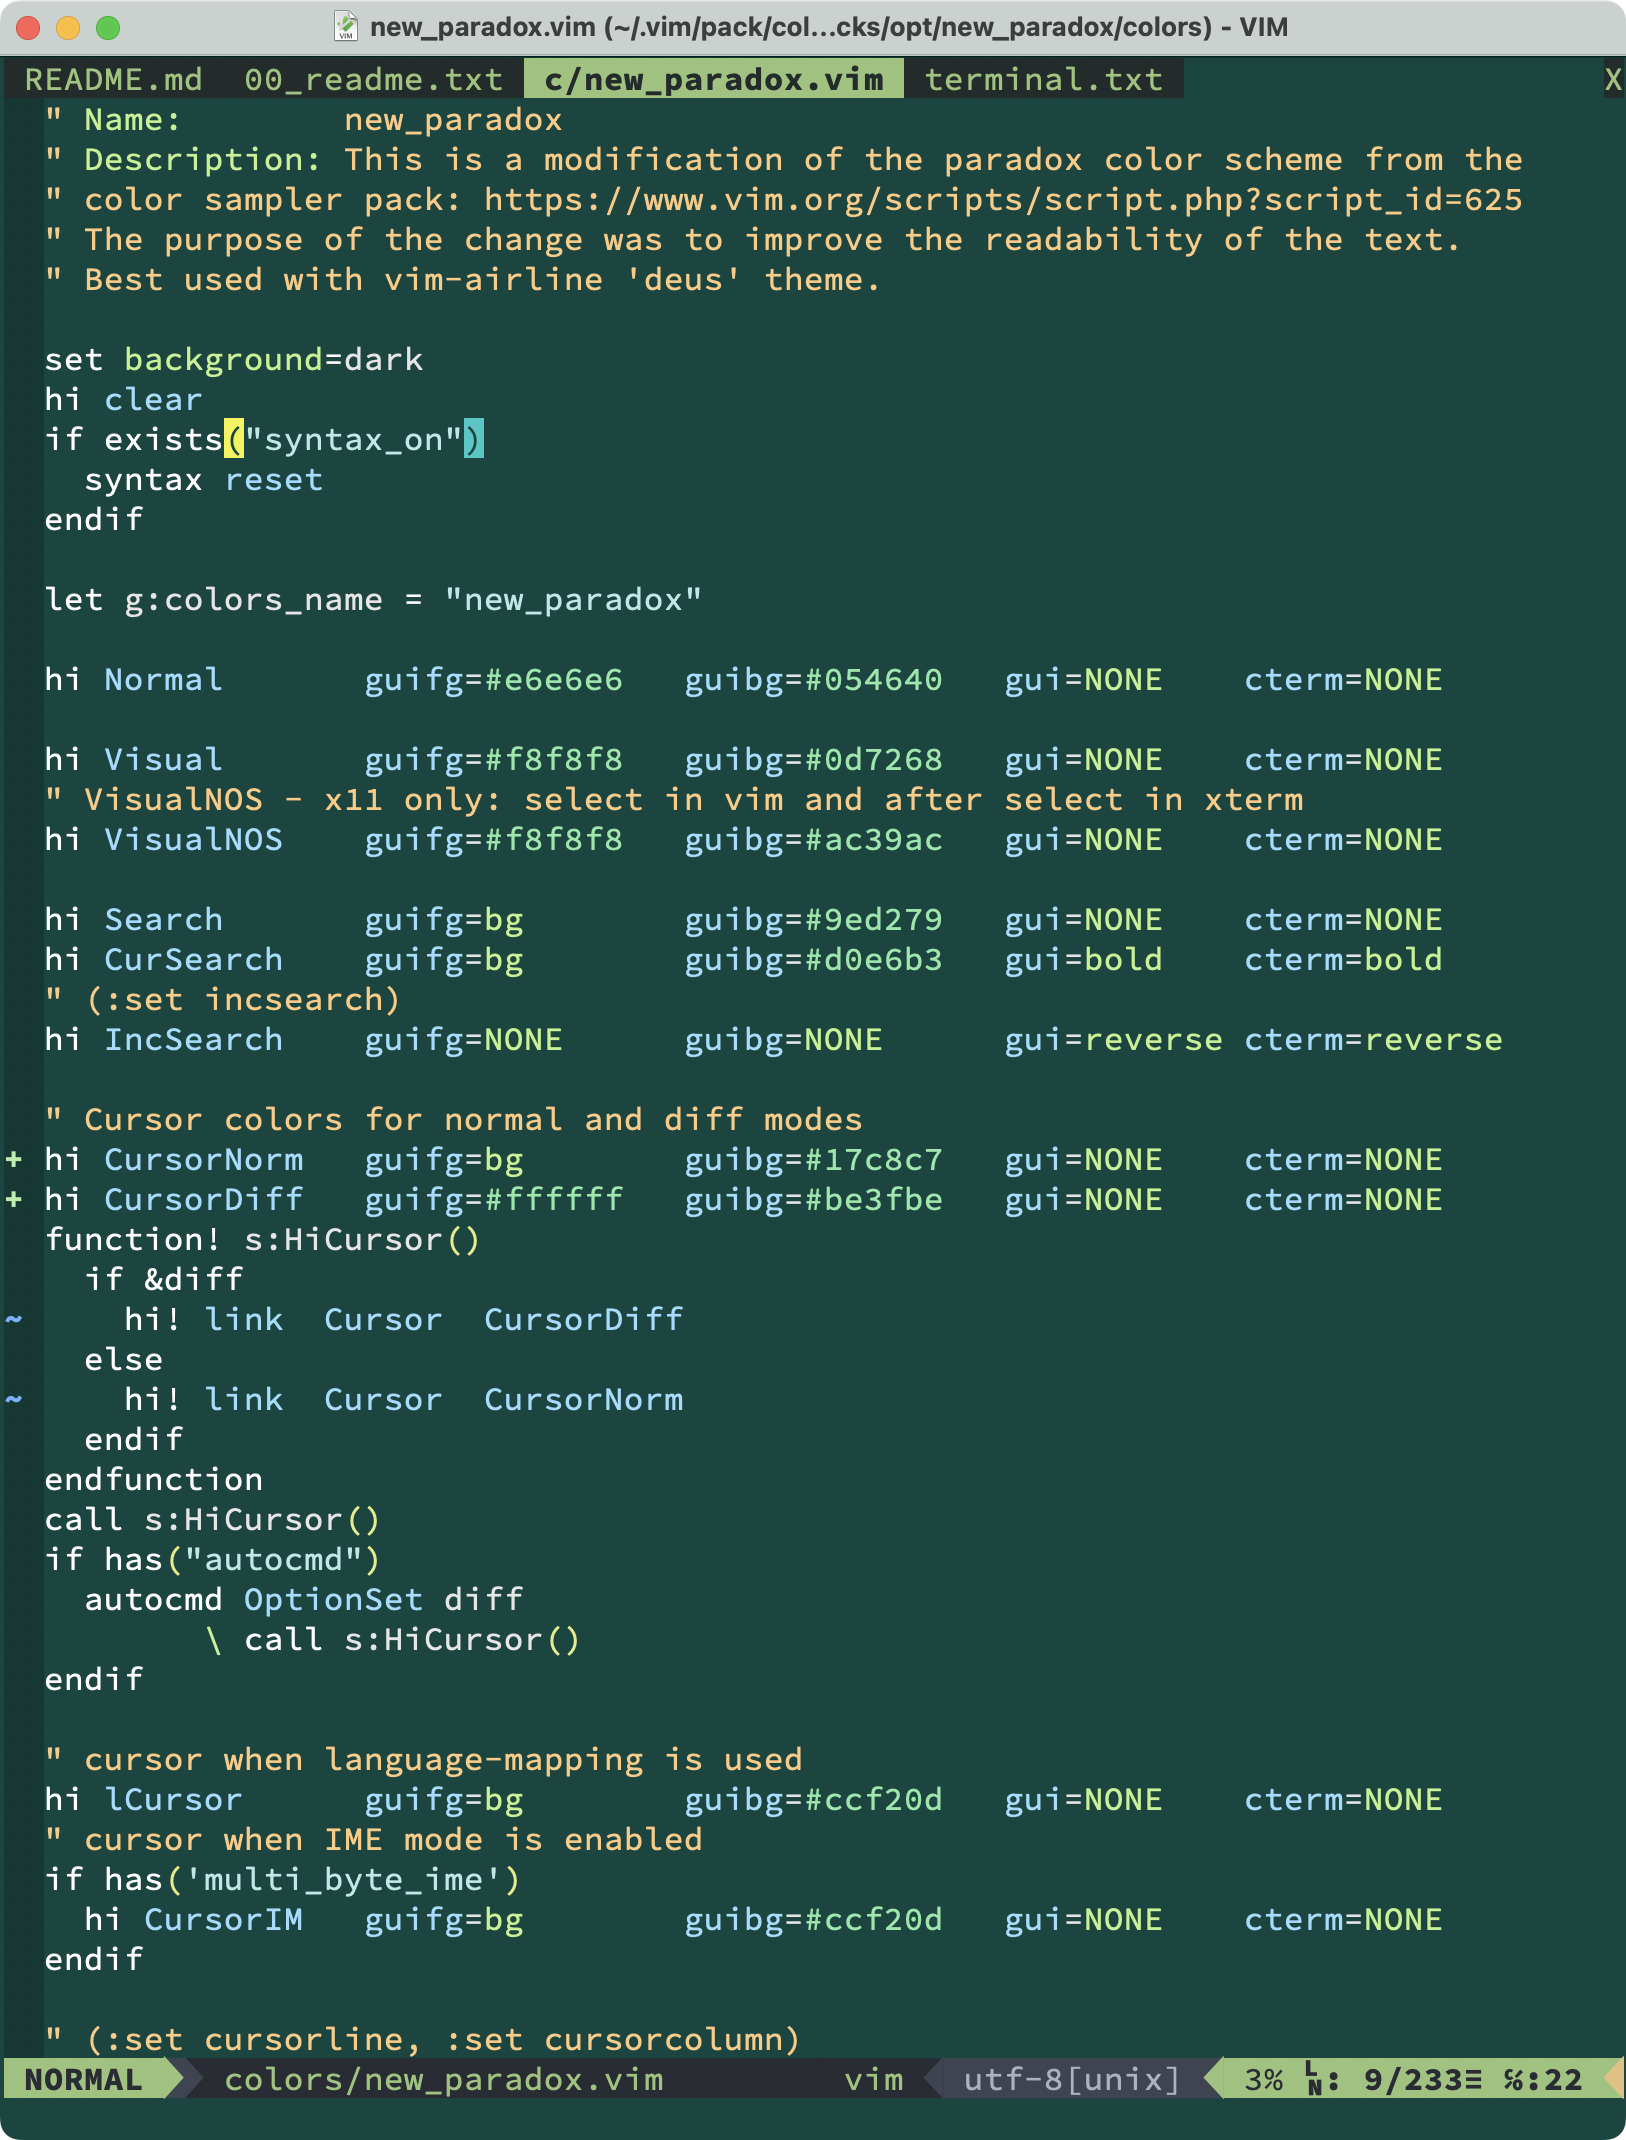 new_paradox.vim (~/.vim/pack/col...cks/opt/new_paradox/colors) - VIM
README.md  00_readme.txt  c/new_paradox.vim  terminal.txt  X
" Name:        new_paradox
" Description: This is a modification of the paradox color scheme from the
" color sampler pack: https://www.vim.org/scripts/script.php?script_id=625
" The purpose of the change was to improve the readability of the text.
" Best used with vim-airline 'deus' theme.

set background=dark
hi clear
if exists("syntax_on")
  syntax reset
endif

let g:colors_name = "new_paradox"

hi Normal       guifg=#e6e6e6   guibg=#054640   gui=NONE    cterm=NONE

hi Visual       guifg=#f8f8f8   guibg=#0d7268   gui=NONE    cterm=NONE
" VisualNOS - x11 only: select in vim and after select in xterm
hi VisualNOS    guifg=#f8f8f8   guibg=#ac39ac   gui=NONE    cterm=NONE

hi Search       guifg=bg        guibg=#9ed279   gui=NONE    cterm=NONE
hi CurSearch    guifg=bg        guibg=#d0e6b3   gui=bold    cterm=bold
" (:set incsearch)
hi IncSearch    guifg=NONE      guibg=NONE      gui=reverse cterm=reverse

" Cursor colors for normal and diff modes
+ hi CursorNorm   guifg=bg        guibg=#17c8c7   gui=NONE    cterm=NONE
+ hi CursorDiff   guifg=#ffffff   guibg=#be3fbe   gui=NONE    cterm=NONE
function! s:HiCursor()
  if &diff
~     hi! link  Cursor  CursorDiff
  else
~     hi! link  Cursor  CursorNorm
  endif
endfunction
call s:HiCursor()
if has("autocmd")
  autocmd OptionSet diff
        \ call s:HiCursor()
endif

" cursor when language-mapping is used
hi lCursor      guifg=bg        guibg=#ccf20d   gui=NONE    cterm=NONE
" cursor when IME mode is enabled
if has('multi_byte_ime')
  hi CursorIM   guifg=bg        guibg=#ccf20d   gui=NONE    cterm=NONE
endif

" (:set cursorline, :set cursorcolumn)
NORMAL  colors/new_paradox.vim  vim  utf-8[unix]  3% ㏑: 9/233≡ ℅:22